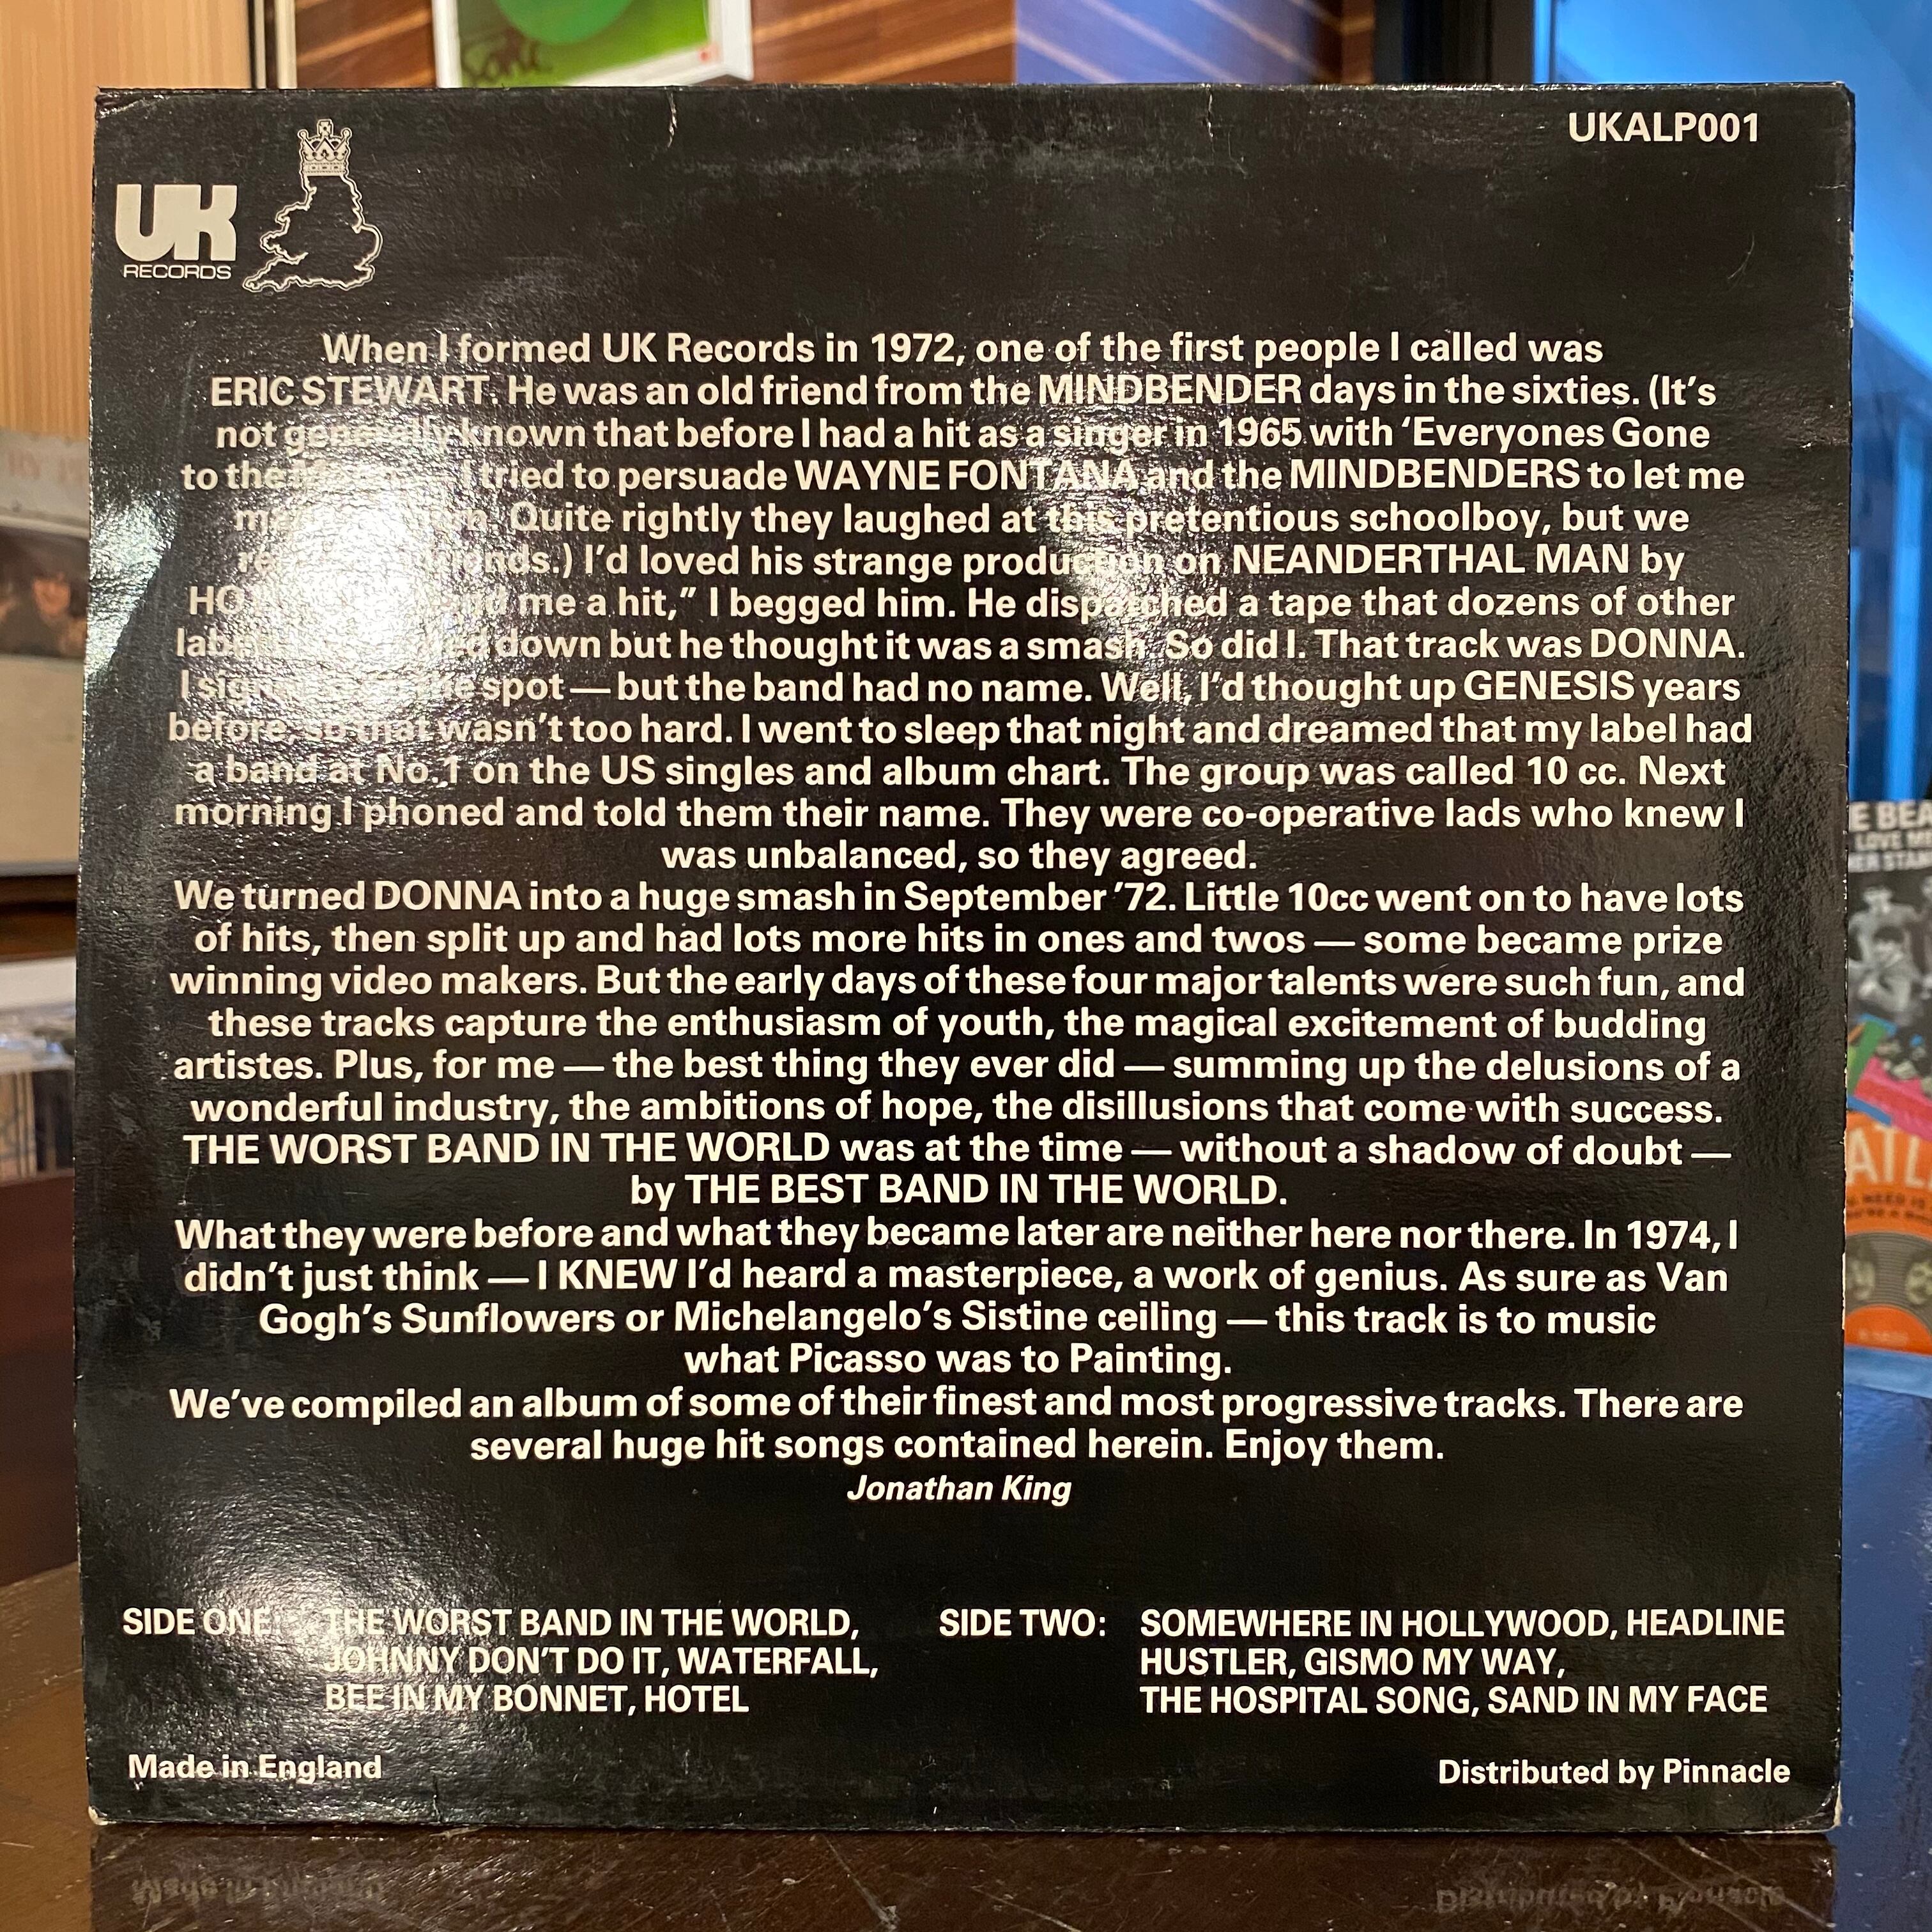 Sone
UKALP001
UK
RECORDS
When I formed UK Records in 1972, one of the first people I called was
ERIC STEWART. He was an old friend from the MINDBENDER days in the sixties. (It's
not generally known that before I had a hit as a singer in 1965 with ‘Everyones Gone
to the I tried to persuade WAYNE FONTANA and the MINDBENDERS to let me
Quite rightly they laughed at this pretentious schoolboy, but we
friends.) I'd loved his strange production on NEANDERTHAL MAN by
me a hit,” I begged him. He dispatched a tape that dozens of other
down but he thought it was a smash. So did I. That track was DONNA.
I the spot — but the band had no name. Well, I'd thought up GENESIS years
before, so that wasn't too hard. I went to sleep that night and dreamed that my label had
a band at No.1 on the US singles and album chart. The group was called 10 cc. Next
morning I phoned and told them their name. They were co-operative lads who knew I
was unbalanced, so they agreed.
We turned DONNA into a huge smash in September '72. Little 10cc went on to have lots
of hits, then split up and had lots more hits in ones and twos — some became prize
winning video makers. But the early days of these four major talents were such fun, and
these tracks capture the enthusiasm of youth, the magical excitement of budding
artistes. Plus, for me — the best thing they ever did — summing up the delusions of a
wonderful industry, the ambitions of hope, the disillusions that come with success.
THE WORST BAND IN THE WORLD was at the time — without a shadow of doubt —
by THE BEST BAND IN THE WORLD.
What they were before and what they became later are neither here nor there. In 1974, I
didn't just think — I KNEW I'd heard a masterpiece, a work of genius. As sure as Van
Gogh's Sunflowers or Michelangelo's Sistine ceiling — this track is to music
what Picasso was to Painting.
We've compiled an album of some of their finest and most progressive tracks. There are
several huge hit songs contained herein. Enjoy them.
Jonathan King
SIDE ONE: THE WORST BAND IN THE WORLD,
JOHNNY DON'T DO IT, WATERFALL,
BEE IN MY BONNET, HOTEL
SIDE TWO: SOMEWHERE IN HOLLYWOOD, HEADLINE
HUSTLER, GISMO MY WAY,
THE HOSPITAL SONG, SAND IN MY FACE
Made in England
Distributed by Pinnacle